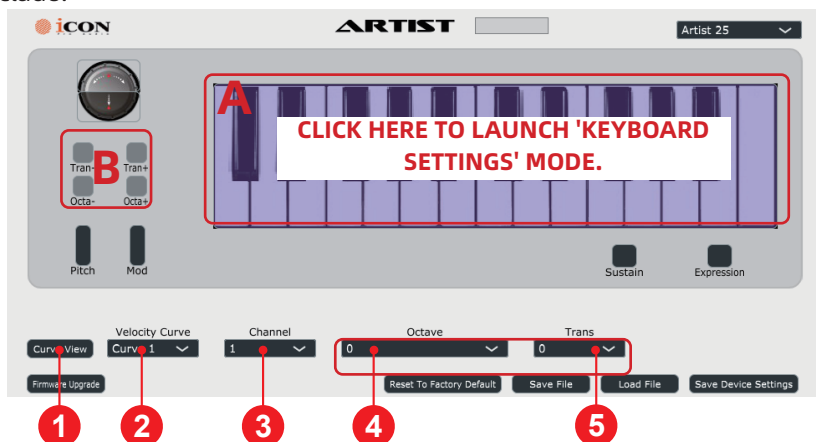 icon
ARTIST
Artist 25
A
CLICK HERE TO LAUNCH 'KEYBOARD
SETTINGS' MODE.
B
Tran- Tran+
Octa- Octa+
Pitch Mod
Sustain Expression
Velocity Curve Channel Octave Trans
Curve View Curve 1 1 0 0
Firmware Upgrade Reset To Factory Default Save File Load File Save Device Settings
1 2 3 4 5